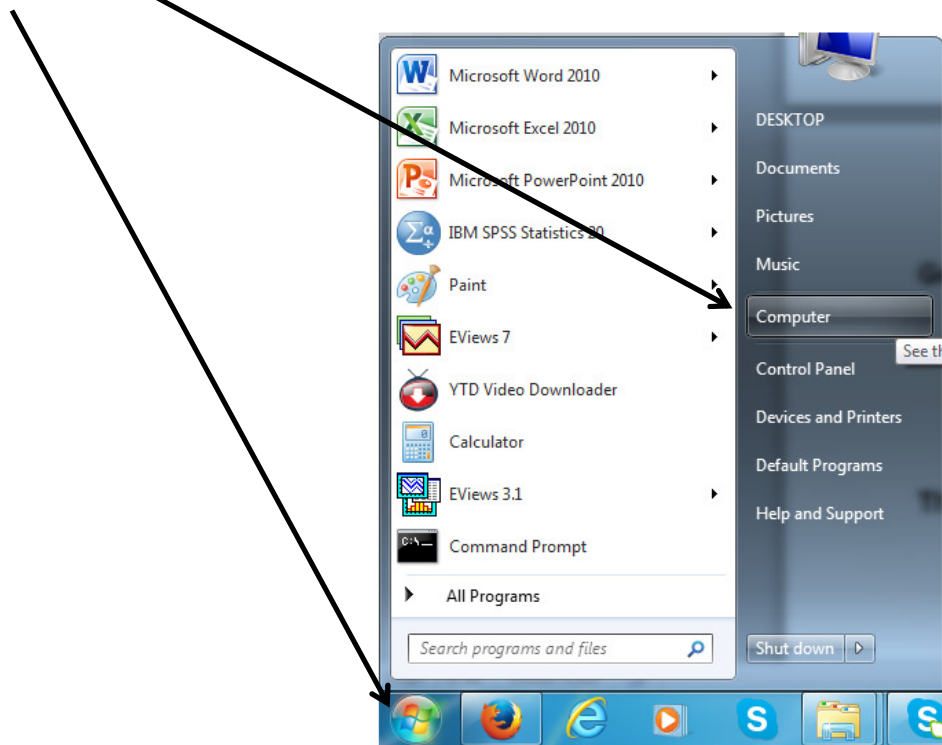 Microsoft Word 2010
Microsoft Excel 2010
Microsoft PowerPoint 2010
IBM SPSS Statistics 20
Paint
EViews 7
YTD Video Downloader
Calculator
EViews 3.1
Command Prompt
All Programs
Search programs and files
DESKTOP
Documents
Pictures
Music
Computer
See th
Control Panel
Devices and Printers
Default Programs
Help and Support
Shut down